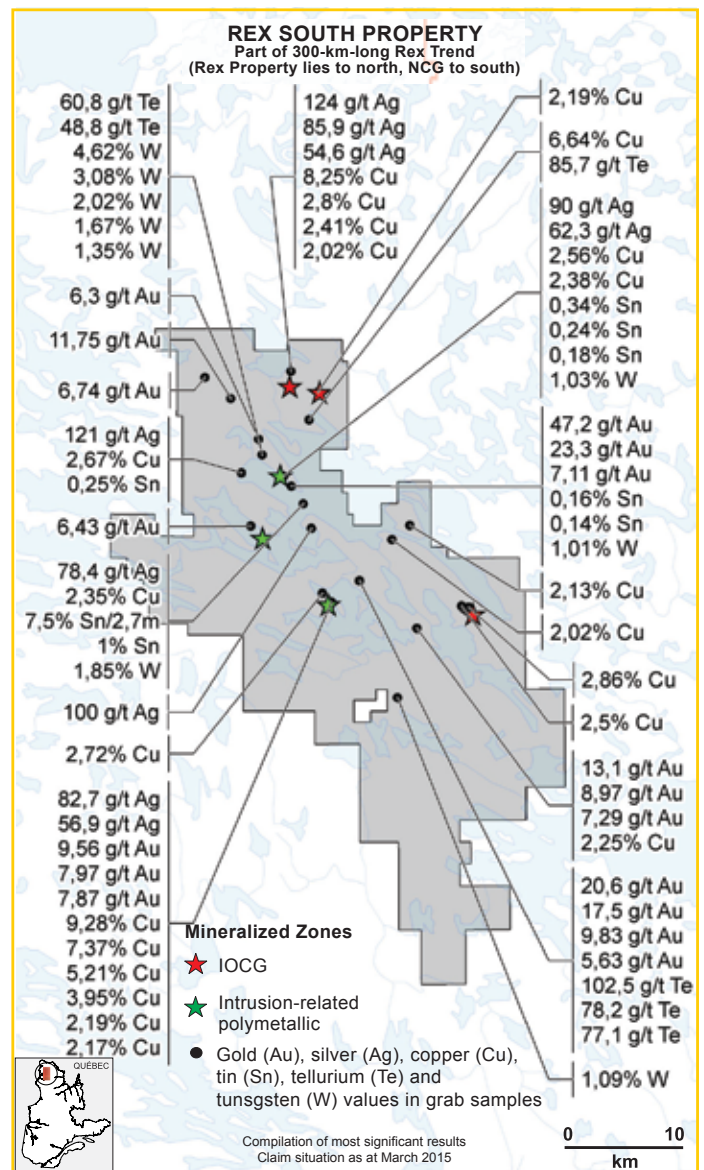 REX SOUTH PROPERTY
Part of 300-km-long Rex Trend
(Rex Property lies to north, NCG to south)
60,8 g/t Te
48,8 g/t Te
4,62% W
3,08% W
2,02% W
1,67% W
1,35% W
6,3 g/t Au
11,75 g/t Au
6,74 g/t Au
121 g/t Ag
2,67% Cu
0,25% Sn
6,43 g/t Au
78,4 g/t Ag
2,35% Cu
7,5% Sn/2,7m
1% Sn
1,85% W
100 g/t Ag
2,72% Cu
82,7 g/t Ag
56,9 g/t Ag
9,56 g/t Au
7,97 g/t Au
7,87 g/t Au
9,28% Cu
7,37% Cu
5,21% Cu
3,95% Cu
2,19% Cu
2,17% Cu
124 g/t Ag
85,9 g/t Ag
54,6 g/t Ag
8,25% Cu
2,8% Cu
2,41% Cu
2,02% Cu
2,19% Cu
6,64% Cu
85,7 g/t Te
90 g/t Ag
62,3 g/t Ag
2,56% Cu
2,38% Cu
0,34% Sn
0,24% Sn
0,18% Sn
1,03% W
47,2 g/t Au
23,3 g/t Au
7,11 g/t Au
0,16% Sn
0,14% Sn
1,01% W
2,13% Cu
2,02% Cu
2,86% Cu
2,5% Cu
13,1 g/t Au
8,97 g/t Au
7,29 g/t Au
2,25% Cu
20,6 g/t Au
17,5 g/t Au
9,83 g/t Au
5,63 g/t Au
102,5 g/t Te
78,2 g/t Te
77,1 g/t Te
1,09% W
Mineralized Zones
IOCG
Intrusion-related
polymetallic
Gold (Au), silver (Ag), copper (Cu),
tin (Sn), tellurium (Te) and
tunsgsten (W) values in grab samples
QUÉBEC
Compilation of most significant results
Claim situation as at March 2015
0 10
km